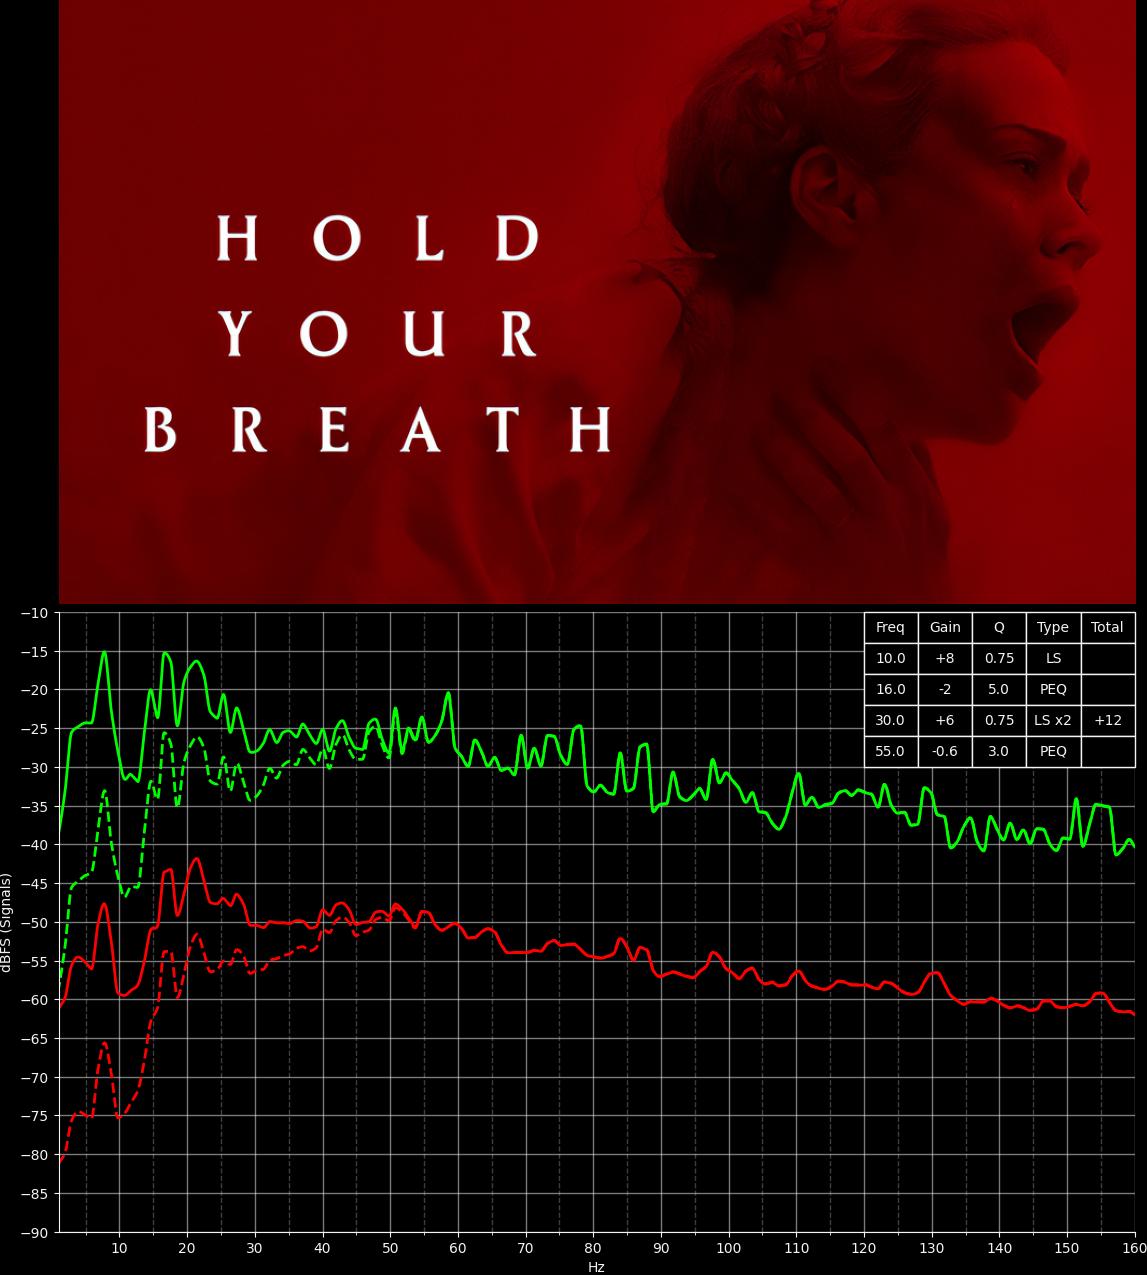 HOLD
YOUR
BREATH
Freq Gain Q Type Total
10.0 +8 0.75 LS
16.0 -2 5.0 PEQ
30.0 +6 0.75 LS x2 +12
55.0 -0.6 3.0 PEQ
−10
−15
−20
−25
−30
−35
−40
−45
−50
−55
−60
−65
−70
−75
−80
−85
−90
dBFS (Signals)
10 20 30 40 50 60 70 80 90 100 110 120 130 140 150 160
Hz